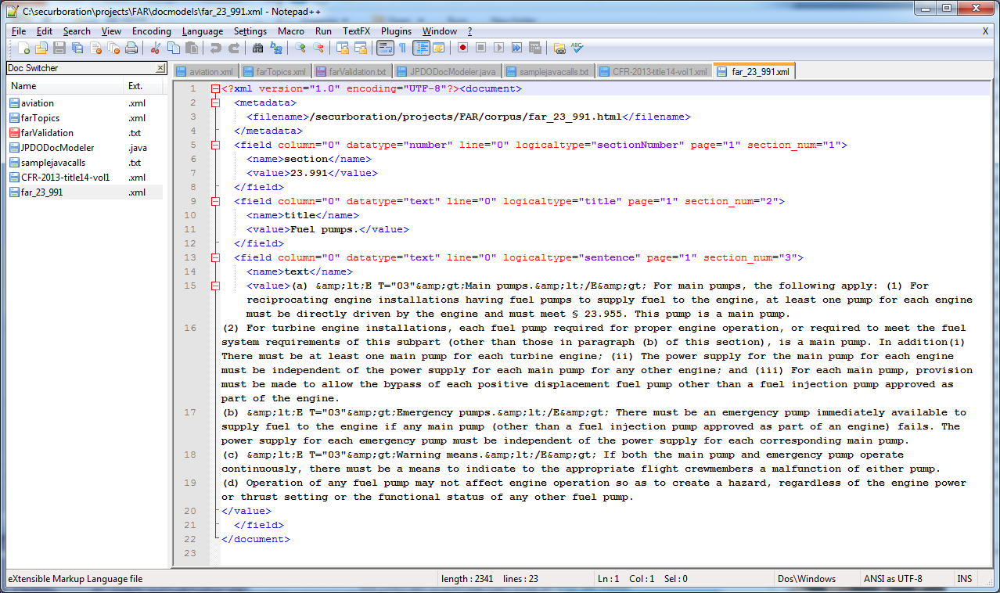 C:\securboration\projects\FAR\docmodels\far_23_991.xml - Notepad++
File Edit Search View Encoding Language Settings Macro Run TextFX Plugins Window ? X
Doc Switcher
aviation.xml farTopics.xml farValidation.txt JPDODocModeler.java samplejavacalls.txt CFR-2013-title14-vol1.xml far_23_991.xml
Name Ext.
aviation .xml
farTopics .xml
farValidation .txt
JPDODocModeler .java
samplejavacalls .txt
CFR-2013-title14-vol1 .xml
far_23_991 .xml
1 <?xml version="1.0" encoding="UTF-8"?><document>
2 <metadata>
3 <filename>/securboration/projects/FAR/corpus/far_23_991.html</filename>
4 </metadata>
5 <field column="0" datatype="number" line="0" logicaltype="sectionNumber" page="1" section_num="1">
6 <name>section</name>
7 <value>23.991</value>
8 </field>
9 <field column="0" datatype="text" line="0" logicaltype="title" page="1" section_num="2">
10 <name>title</name>
11 <value>Fuel pumps.</value>
12 </field>
13 <field column="0" datatype="text" line="0" logicaltype="sentence" page="1" section_num="3">
14 <name>text</name>
15 <value>(a) &amp;lt;E T="03"&amp;gt;Main pumps.&amp;lt;/E&amp;gt; For main pumps, the following apply: (1) For
reciprocating engine installations having fuel pumps to supply fuel to the engine, at least one pump for each engine
must be directly driven by the engine and must meet § 23.955. This pump is a main pump.
16 (2) For turbine engine installations, each fuel pump required for proper engine operation, or required to meet the fuel
system requirements of this subpart (other than those in paragraph (b) of this section), is a main pump. In addition(i)
There must be at least one main pump for each turbine engine; (ii) The power supply for the main pump for each engine
must be independent of the power supply for each main pump for any other engine; and (iii) For each main pump, provision
must be made to allow the bypass of each positive displacement fuel pump other than a fuel injection pump approved as
part of the engine.
17 (b) &amp;lt;E T="03"&amp;gt;Emergency pumps.&amp;lt;/E&amp;gt; There must be an emergency pump immediately available to
supply fuel to the engine if any main pump (other than a fuel injection pump approved as part of an engine) fails. The
power supply for each emergency pump must be independent of the power supply for each corresponding main pump.
18 (c) &amp;lt;E T="03"&amp;gt;Warning means.&amp;lt;/E&amp;gt; If both the main pump and emergency pump operate
continuously, there must be a means to indicate to the appropriate flight crewmembers a malfunction of either pump.
19 (d) Operation of any fuel pump may not affect engine operation so as to create a hazard, regardless of the engine power
or thrust setting or the functional status of any other fuel pump.
20 </value>
21 </field>
22 </document>
23
eXtensible Markup Language file length : 2341 lines : 23 Ln : 1 Col : 1 Sel : 0 Dos\Windows ANSI as UTF-8 INS